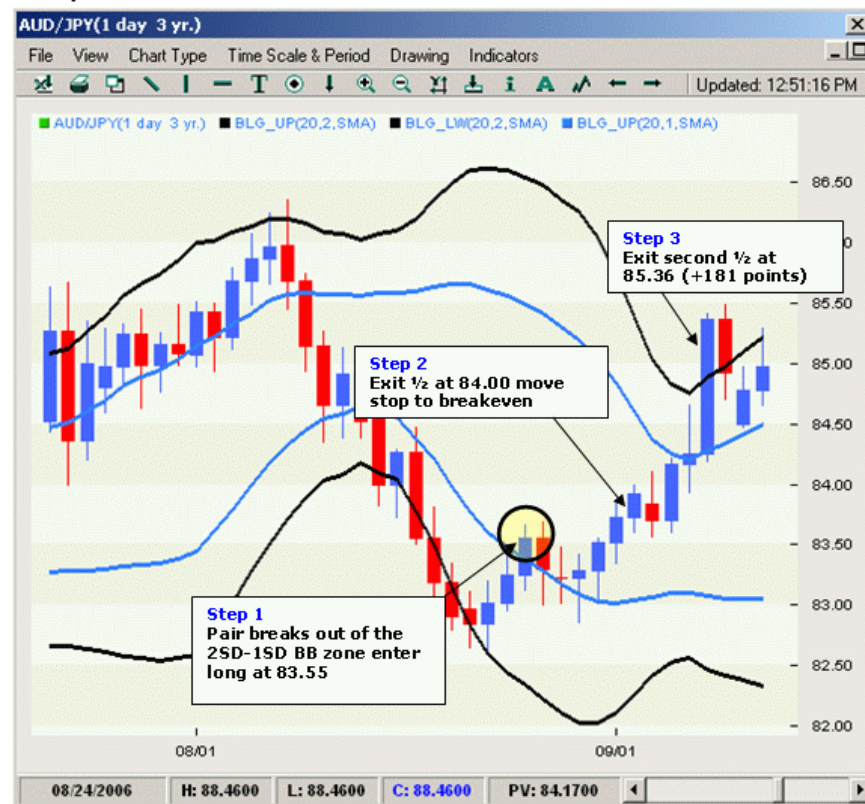 AUD/JPY(1 day 3 yr.)
File View Chart Type Time Scale & Period Drawing Indicators
T i A Updated: 12:51:16 PM
AUD/JPY(1 day 3 yr.) BLG_UP(20,2,SMA) BLG_LW(20,2,SMA) BLG_UP(20,1,SMA)
86.50
Step 3
Exit second ½ at
85.36 (+181 points)
85.50
Step 2
Exit ½ at 84.00 move
stop to breakeven
85.00
84.50
84.00
83.50
Step 1
Pair breaks out of the
2SD-1SD BB zone enter
long at 83.55
83.00
82.50
82.00
08/01 09/01
08/24/2006 H: 88.4600 L: 88.4600 C: 88.4600 PV: 84.1700